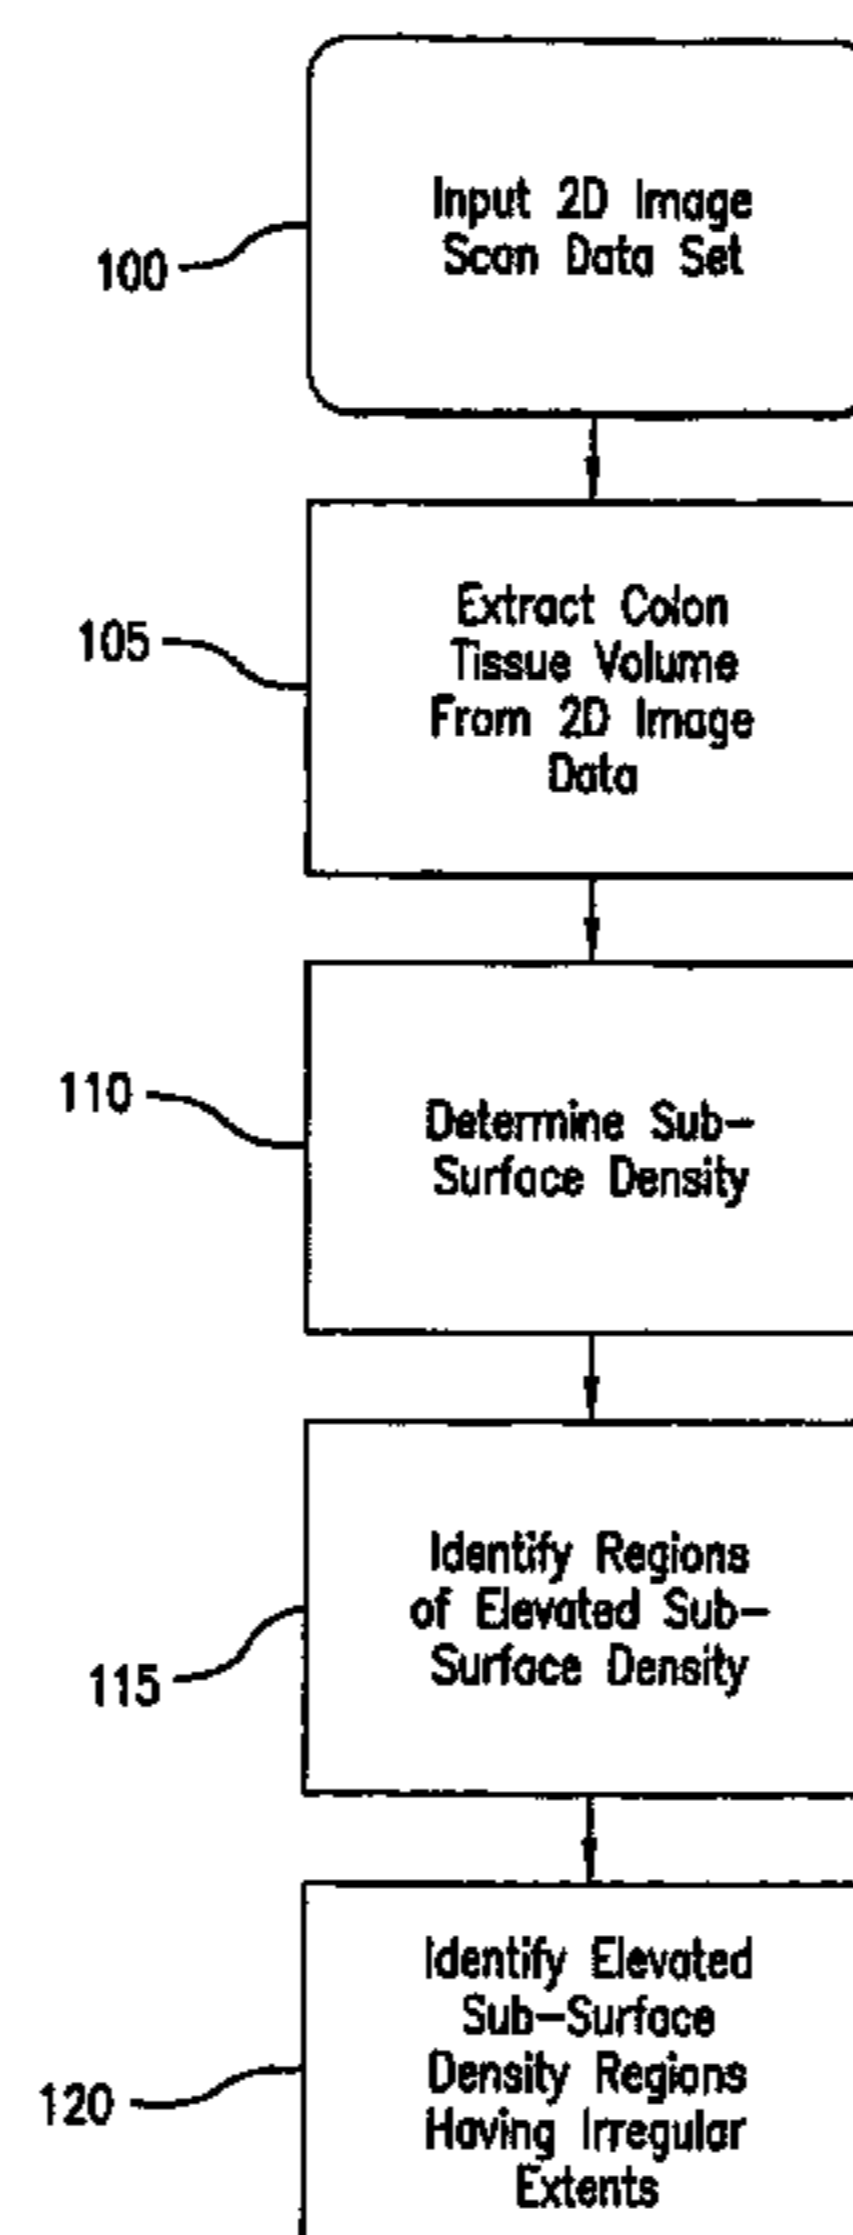 Input 2D Image
Scan Data Set
100
Extract Colon
Tissue Volume
From 2D Image
Data
105
Determine Sub-
Surface Density
110
Identify Regions
of Elevated Sub-
Surface Density
115
Identify Elevated
Sub-Surface
Density Regions
Having Irregular
Extents
120